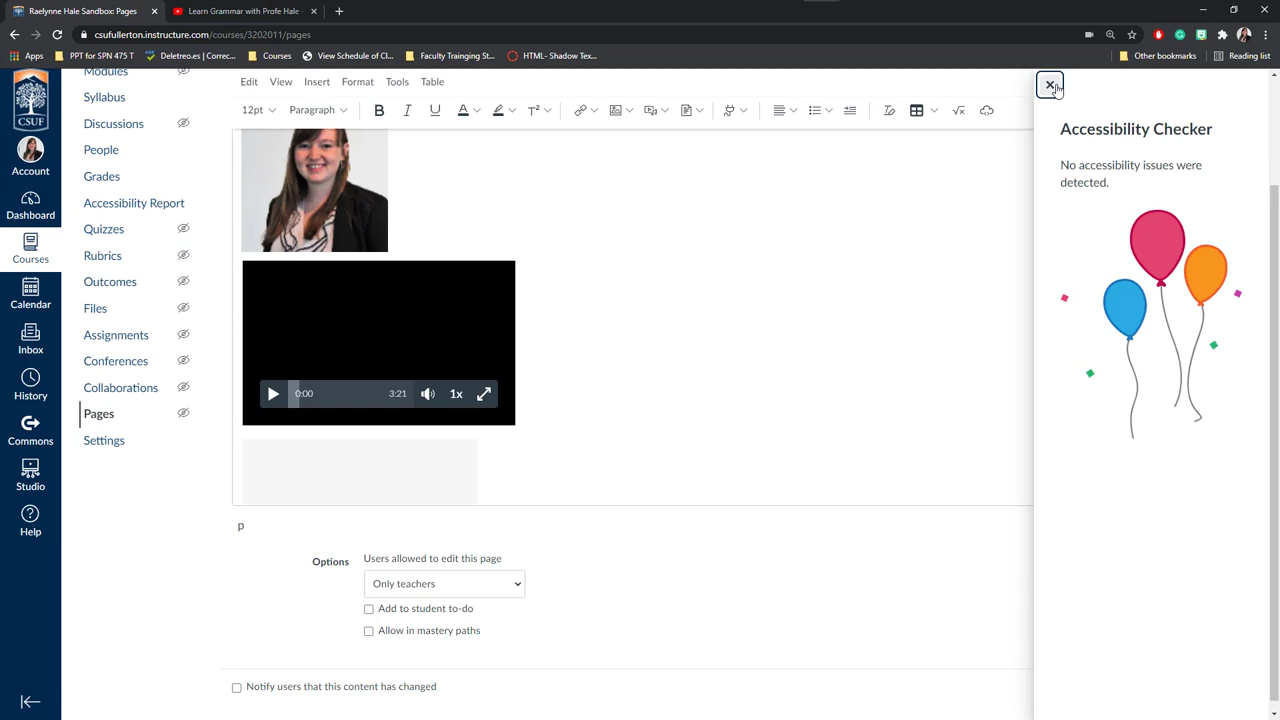 Raelynne Hale Sandbox: Pages
Learn Grammar with Profe Hale -
csufullerton.instructure.com/courses/3202011/pages
Apps
PPT for SPN 475 T
Deletreo.es | Correc...
Courses
View Schedule of Cl...
Faculty Trainging St...
HTML- Shadow Tex...
Other bookmarks
Reading list
CSUF
Account
Dashboard
Courses
Calendar
Inbox
History
Commons
Studio
Help
Modules
Syllabus
Discussions
People
Grades
Accessibility Report
Quizzes
Rubrics
Outcomes
Files
Assignments
Conferences
Collaborations
Pages
Settings
Edit View Insert Format Tools Table
12pt Paragraph B I U A T²
0:00 3:21 1x
p
Options
Users allowed to edit this page
Only teachers
Add to student to-do
Allow in mastery paths
Notify users that this content has changed
Accessibility Checker
No accessibility issues were
detected.